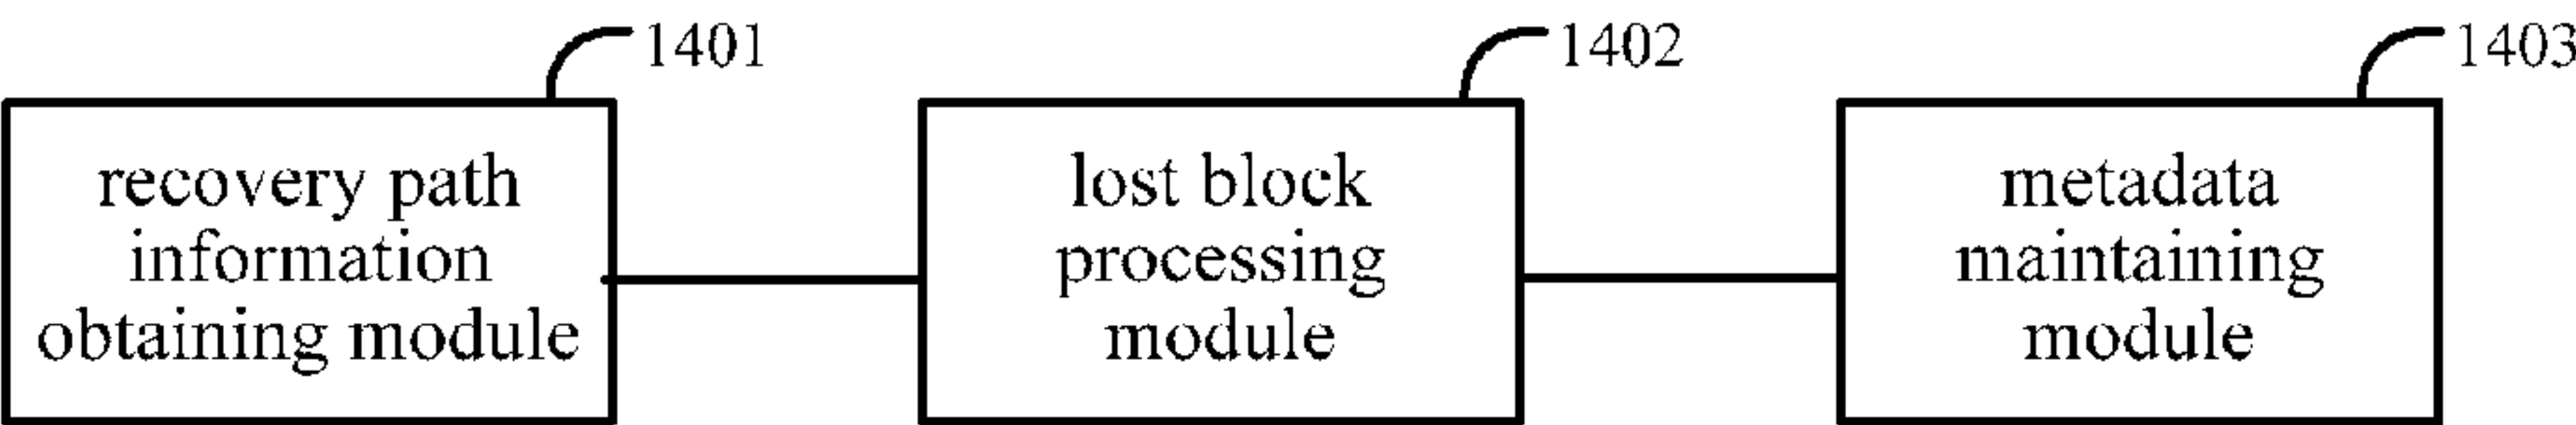 1401
recovery path
information
obtaining module
1402
lost block
processing
module
1403
metadata
maintaining
module